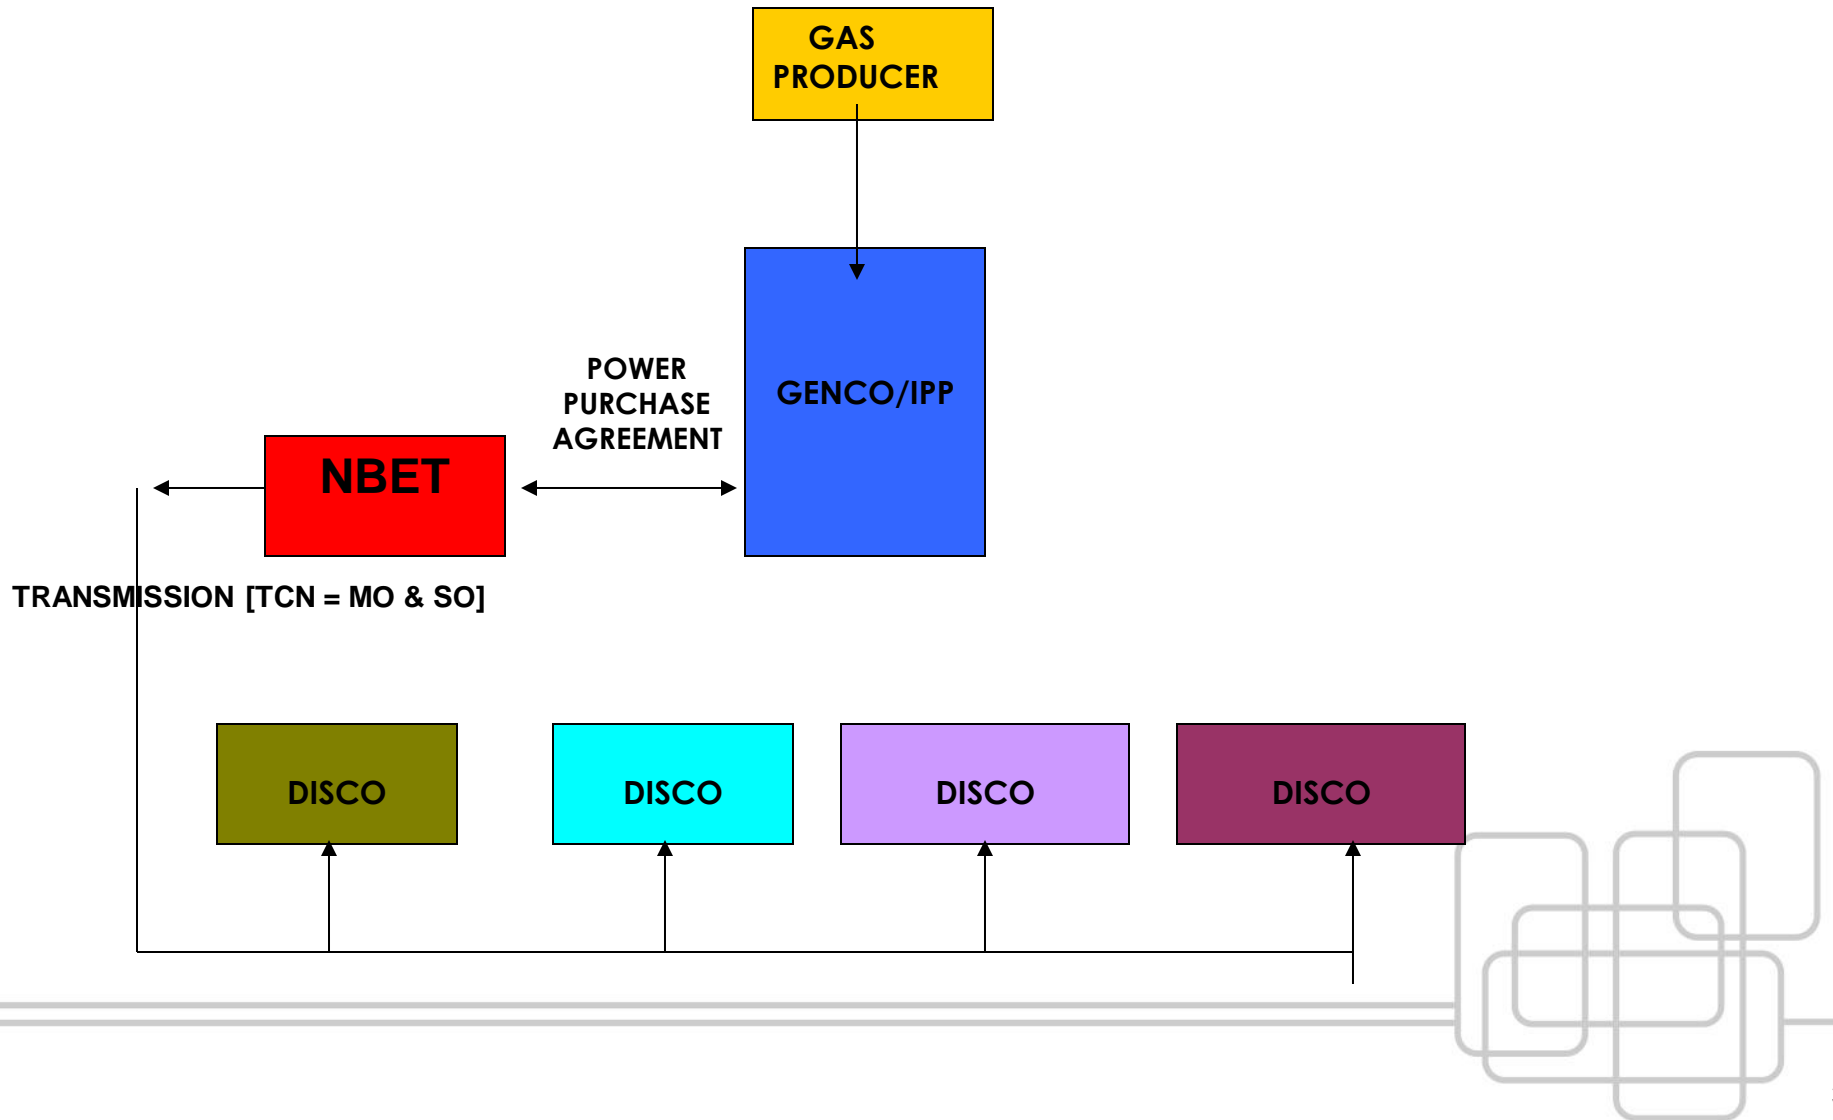 GAS
PRODUCER
POWER
PURCHASE
AGREEMENT
GENCO/IPP
NBET
TRANSMISSION [TCN = MO & SO]
DISCO
DISCO
DISCO
DISCO